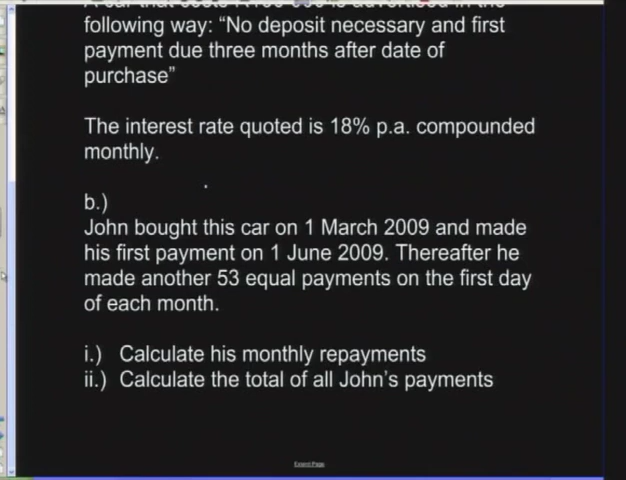 following way: “No deposit necessary and first
payment due three months after date of
purchase”
The interest rate quoted is 18% p.a. compounded
monthly.
b.)
John bought this car on 1 March 2009 and made
his first payment on 1 June 2009. Thereafter he
made another 53 equal payments on the first day
of each month.
i.) Calculate his monthly repayments
ii.) Calculate the total of all John’s payments
Extend Page